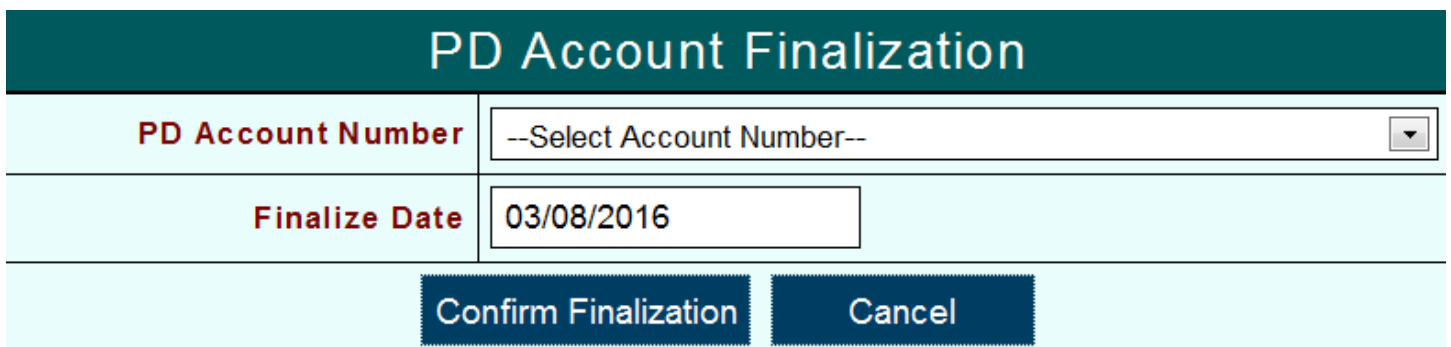 PD Account Finalization
PD Account Number --Select Account Number--
Finalize Date 03/08/2016
Confirm Finalization Cancel